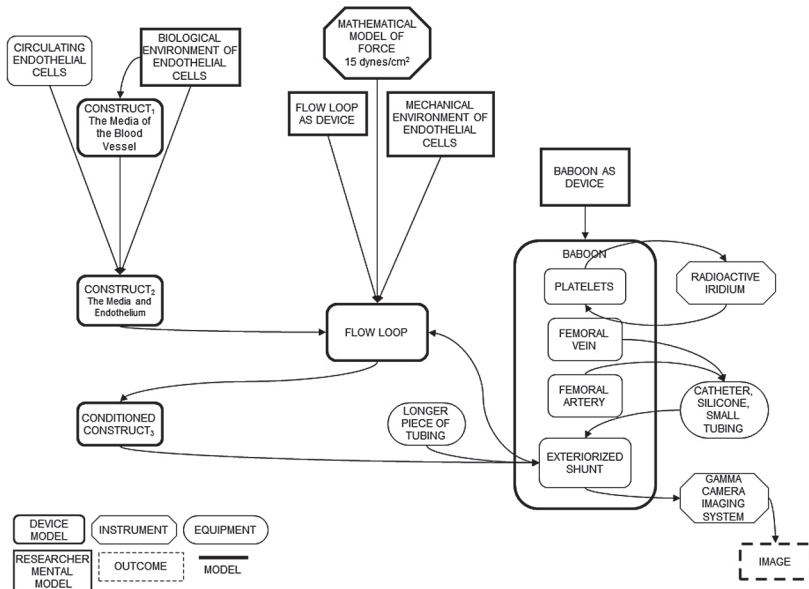 CIRCULATING
ENDOTHELIAL
CELLS
BIOLOGICAL
ENVIRONMENT OF
ENDOTHELIAL
CELLS
MATHEMATICAL
MODEL OF
FORCE
15 dynes/cm²
CONSTRUCT₁
The Media of
the Blood
Vessel
FLOW LOOP
AS DEVICE
MECHANICAL
ENVIRONMENT OF
ENDOTHELIAL
CELLS
BABOON AS
DEVICE
BABOON
PLATELETS
RADIOACTIVE
IRIDIUM
CONSTRUCT₂
The Media and
Endothelium
FLOW LOOP
FEMORAL
VEIN
FEMORAL
ARTERY
CATHETER,
SILICONE,
SMALL
TUBING
CONDITIONED
CONSTRUCT₃
LONGER
PIECE OF
TUBING
EXTERIORIZED
SHUNT
GAMMA
CAMERA
IMAGING
SYSTEM
IMAGE
DEVICE
MODEL
INSTRUMENT
EQUIPMENT
RESEARCHER
MENTAL
MODEL
OUTCOME
MODEL